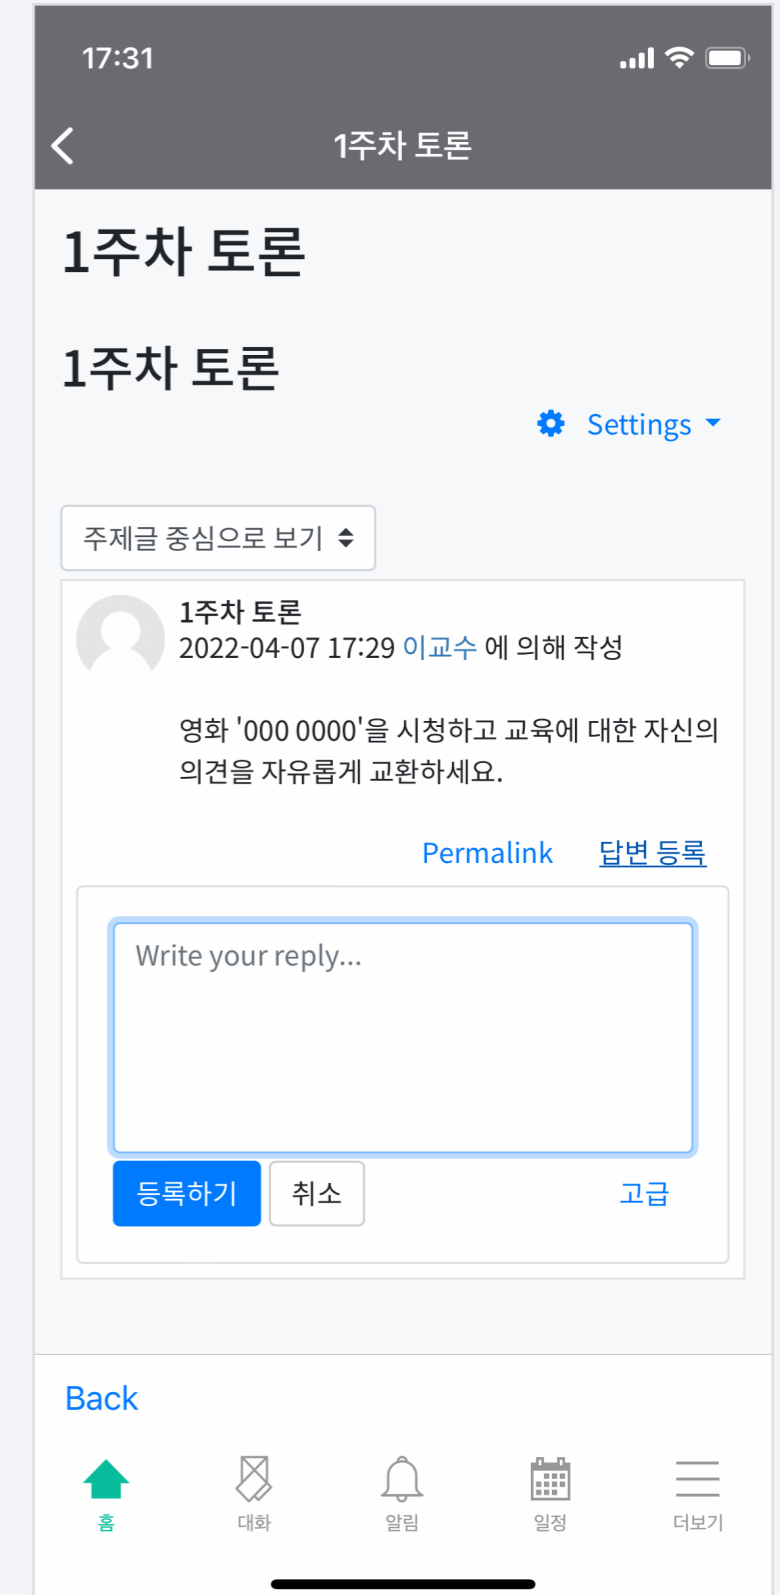 17:31
1주차 토론
1주차 토론
1주차 토론
Settings
주제글 중심으로 보기
1주차 토론
2022-04-07 17:29 이교수 에 의해 작성
영화 '000 0000'을 시청하고 교육에 대한 자신의
의견을 자유롭게 교환하세요.
Permalink 답변 등록
Write your reply...
등록하기 취소 고급
Back
홈 대화 알림 일정 더보기